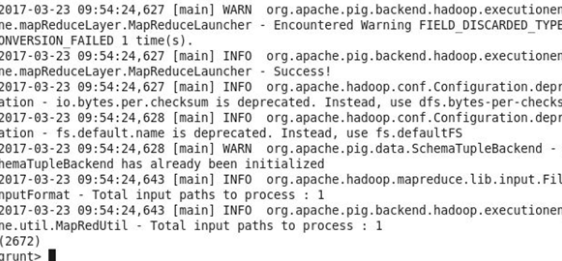 2017-03-23 09:54:24,627 [main] WARN  org.apache.pig.backend.hadoop.executionen
ne.mapReduceLayer.MapReduceLauncher - Encountered Warning FIELD_DISCARDED_TYPE
ONVERSION_FAILED 1 time(s).
2017-03-23 09:54:24,627 [main] INFO  org.apache.pig.backend.hadoop.executionen
ne.mapReduceLayer.MapReduceLauncher - Success!
2017-03-23 09:54:24,627 [main] INFO  org.apache.hadoop.conf.Configuration.depr
ation - io.bytes.per.checksum is deprecated. Instead, use dfs.bytes-per-checks
2017-03-23 09:54:24,628 [main] INFO  org.apache.hadoop.conf.Configuration.depr
ation - fs.default.name is deprecated. Instead, use fs.defaultFS
2017-03-23 09:54:24,628 [main] WARN  org.apache.pig.data.SchemaTupleBackend -
hemaTupleBackend has already been initialized
2017-03-23 09:54:24,643 [main] INFO  org.apache.hadoop.mapreduce.lib.input.Fil
nputFormat - Total input paths to process : 1
2017-03-23 09:54:24,643 [main] INFO  org.apache.pig.backend.hadoop.executionen
ne.util.MapRedUtil - Total input paths to process : 1
(2672)
grunt>